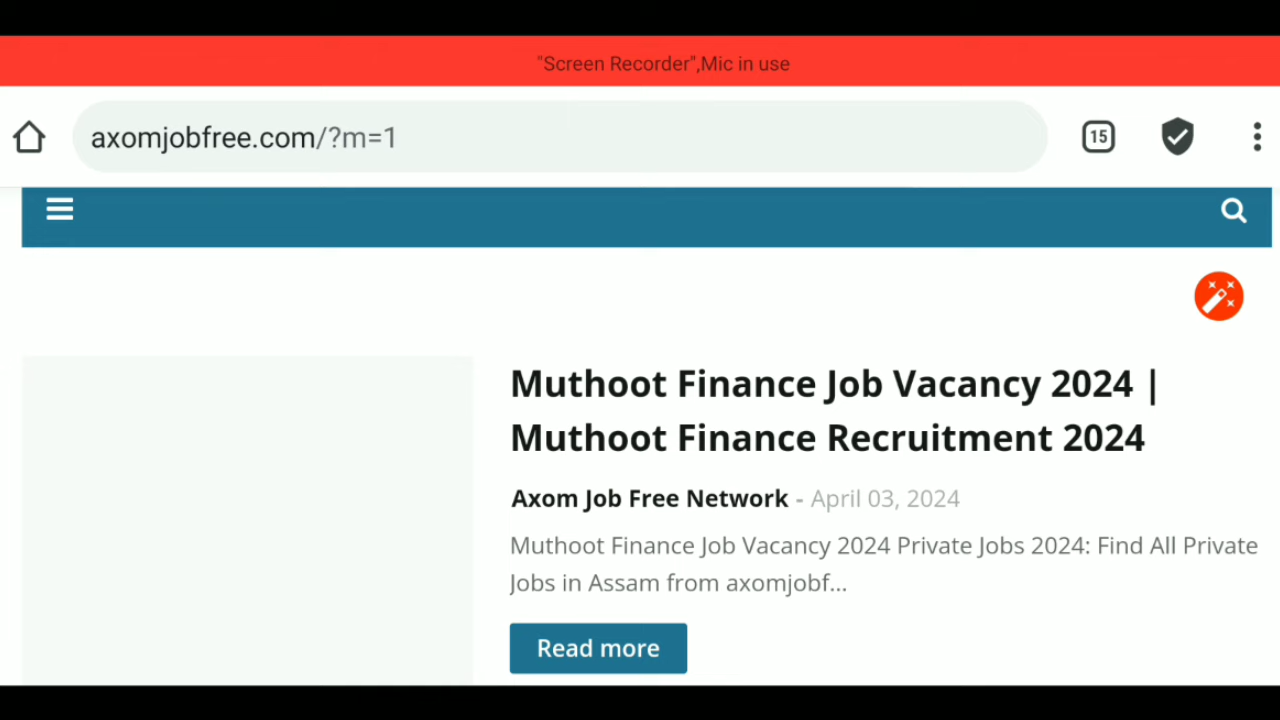 "Screen Recorder",Mic in use
axomjobfree.com/?m=1
15
Muthoot Finance Job Vacancy 2024 |
Muthoot Finance Recruitment 2024
Axom Job Free Network - April 03, 2024
Muthoot Finance Job Vacancy 2024 Private Jobs 2024: Find All Private
Jobs in Assam from axomjobf...
Read more